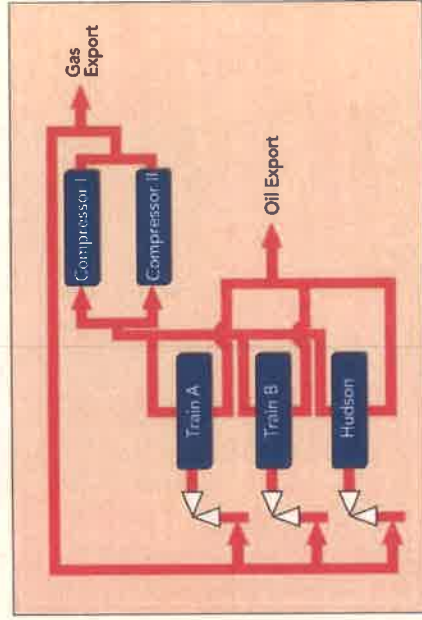 Gas
Export
Compressor I
Compressor II
Oil Export
Train A
Train B
Hudson